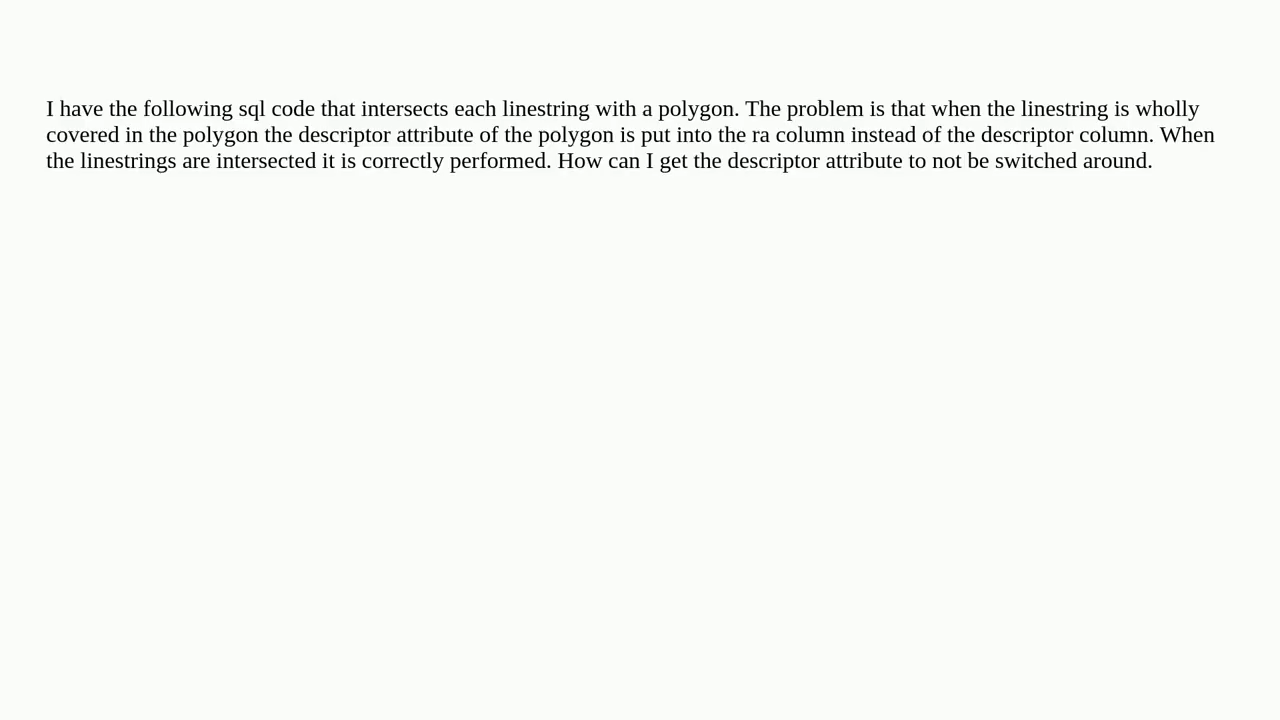 I have the following sql code that intersects each linestring with a polygon. The problem is that when the linestring is wholly
covered in the polygon the descriptor attribute of the polygon is put into the ra column instead of the descriptor column. When
the linestrings are intersected it is correctly performed. How can I get the descriptor attribute to not be switched around.